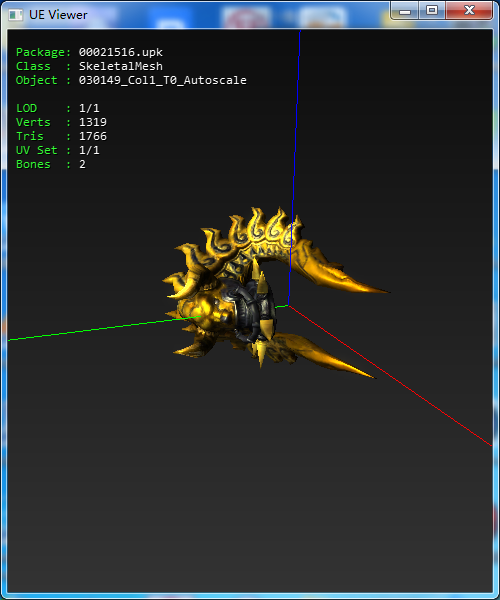 UE Viewer
Package: 00021516.upk
Class : SkeletalMesh
Object : 030149_Col1_T0_Autoscale
LOD : 1/1
Verts : 1319
Tris : 1766
UV Set : 1/1
Bones : 2